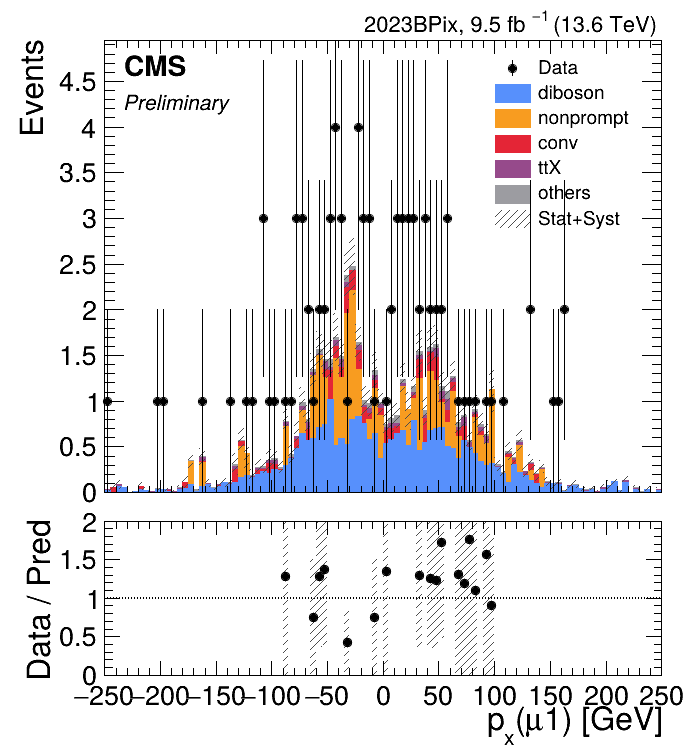 2023BPix, 9.5 fb⁻¹ (13.6 TeV)
CMS
Preliminary
Events
Data
diboson
nonprompt
conv
ttX
others
Stat+Syst
4.5
4
3.5
3
2.5
2
1.5
1
0.5
0
Data / Pred
2
1.5
1
0.5
0
−250 −200 −150 −100 −50 0 50 100 150 200 250
pₓ(μ1) [GeV]